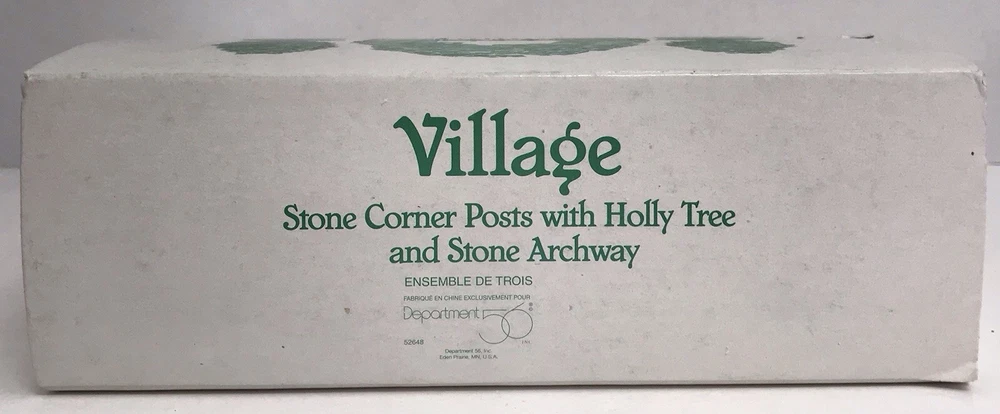 Village
Stone Corner Posts with Holly Tree
and Stone Archway
ENSEMBLE DE TROIS
FABRIQUÉ EN CHINE EXCLUSIVEMENT POUR
Department 56®
52648
Department 56, Inc.
Eden Prairie, MN, U.S.A.